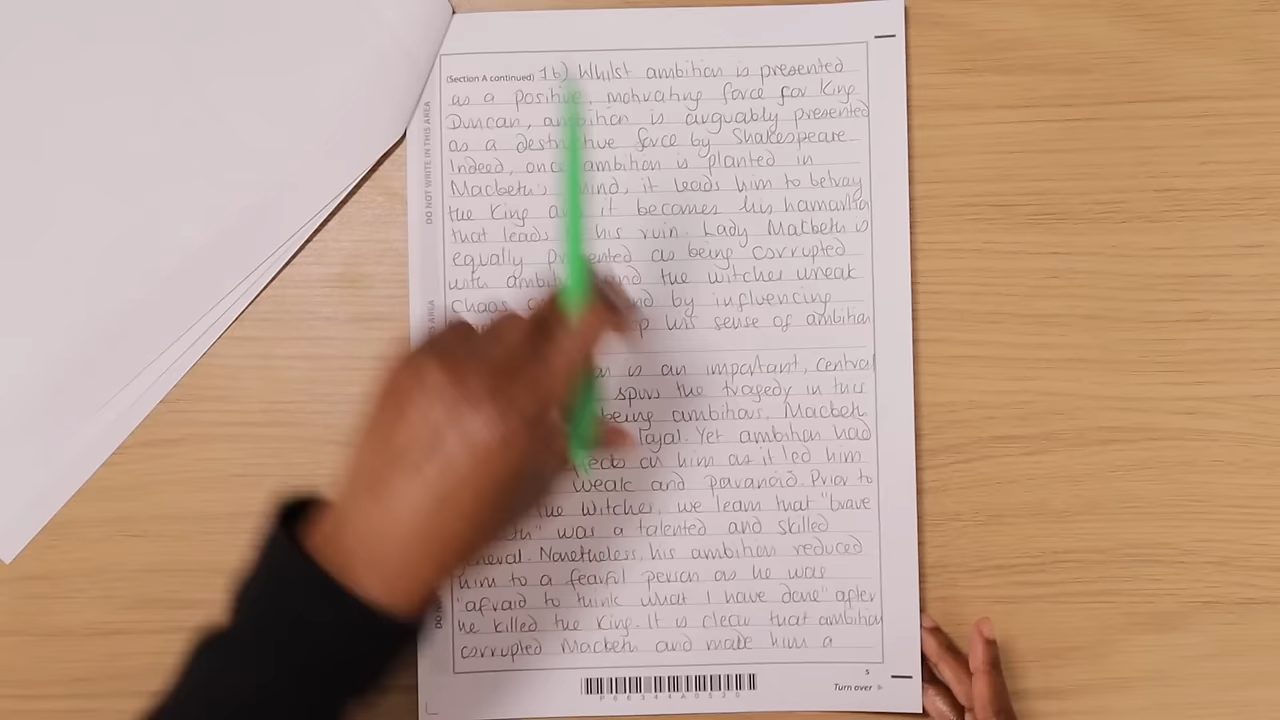 (Section A continued) 1b) Whilst ambition is presented
as a positive, motivating force for King
Duncan, ambition is arguably presented
as a destructive force by Shakespeare
Indeed, once ambition is planted in
Macbeth's mind, it leads him to betray
the King it becomes his hamartia
that leads his ruin. Lady Macbeth is
equally presented as being corrupted
with and the witches wreak
chaos by influencing
his sense of ambition
is an important, central
spurs the tragedy in this
being ambitious, Macbeth
loyal. Yet ambition had
on him as it led him
weak and paranoid. Prior to
the witches, we learn that "brave
was a talented and skilled
general. Nonetheless, his ambition reduced
him to a fearful person as he was
"afraid to think what I have done" after
he killed the King. It is clear that ambition
corrupted Macbeth and made him a
5
Turn over
P66344A0520
DO NOT WRITE IN THIS AREA
THIS AREA
DO NO